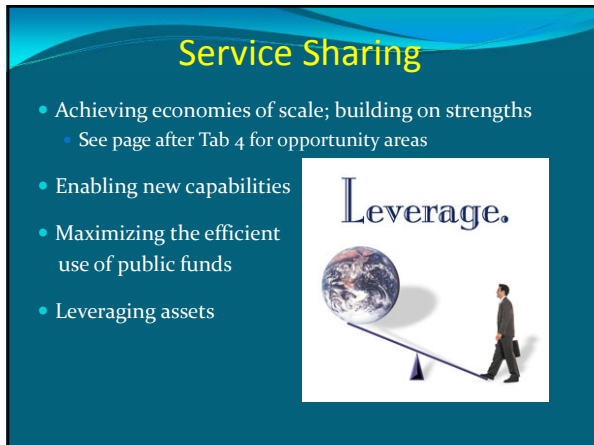 Service Sharing
Achieving economies of scale; building on strengths
See page after Tab 4 for opportunity areas
Enabling new capabilities
Maximizing the efficient
use of public funds
Leveraging assets
Leverage.